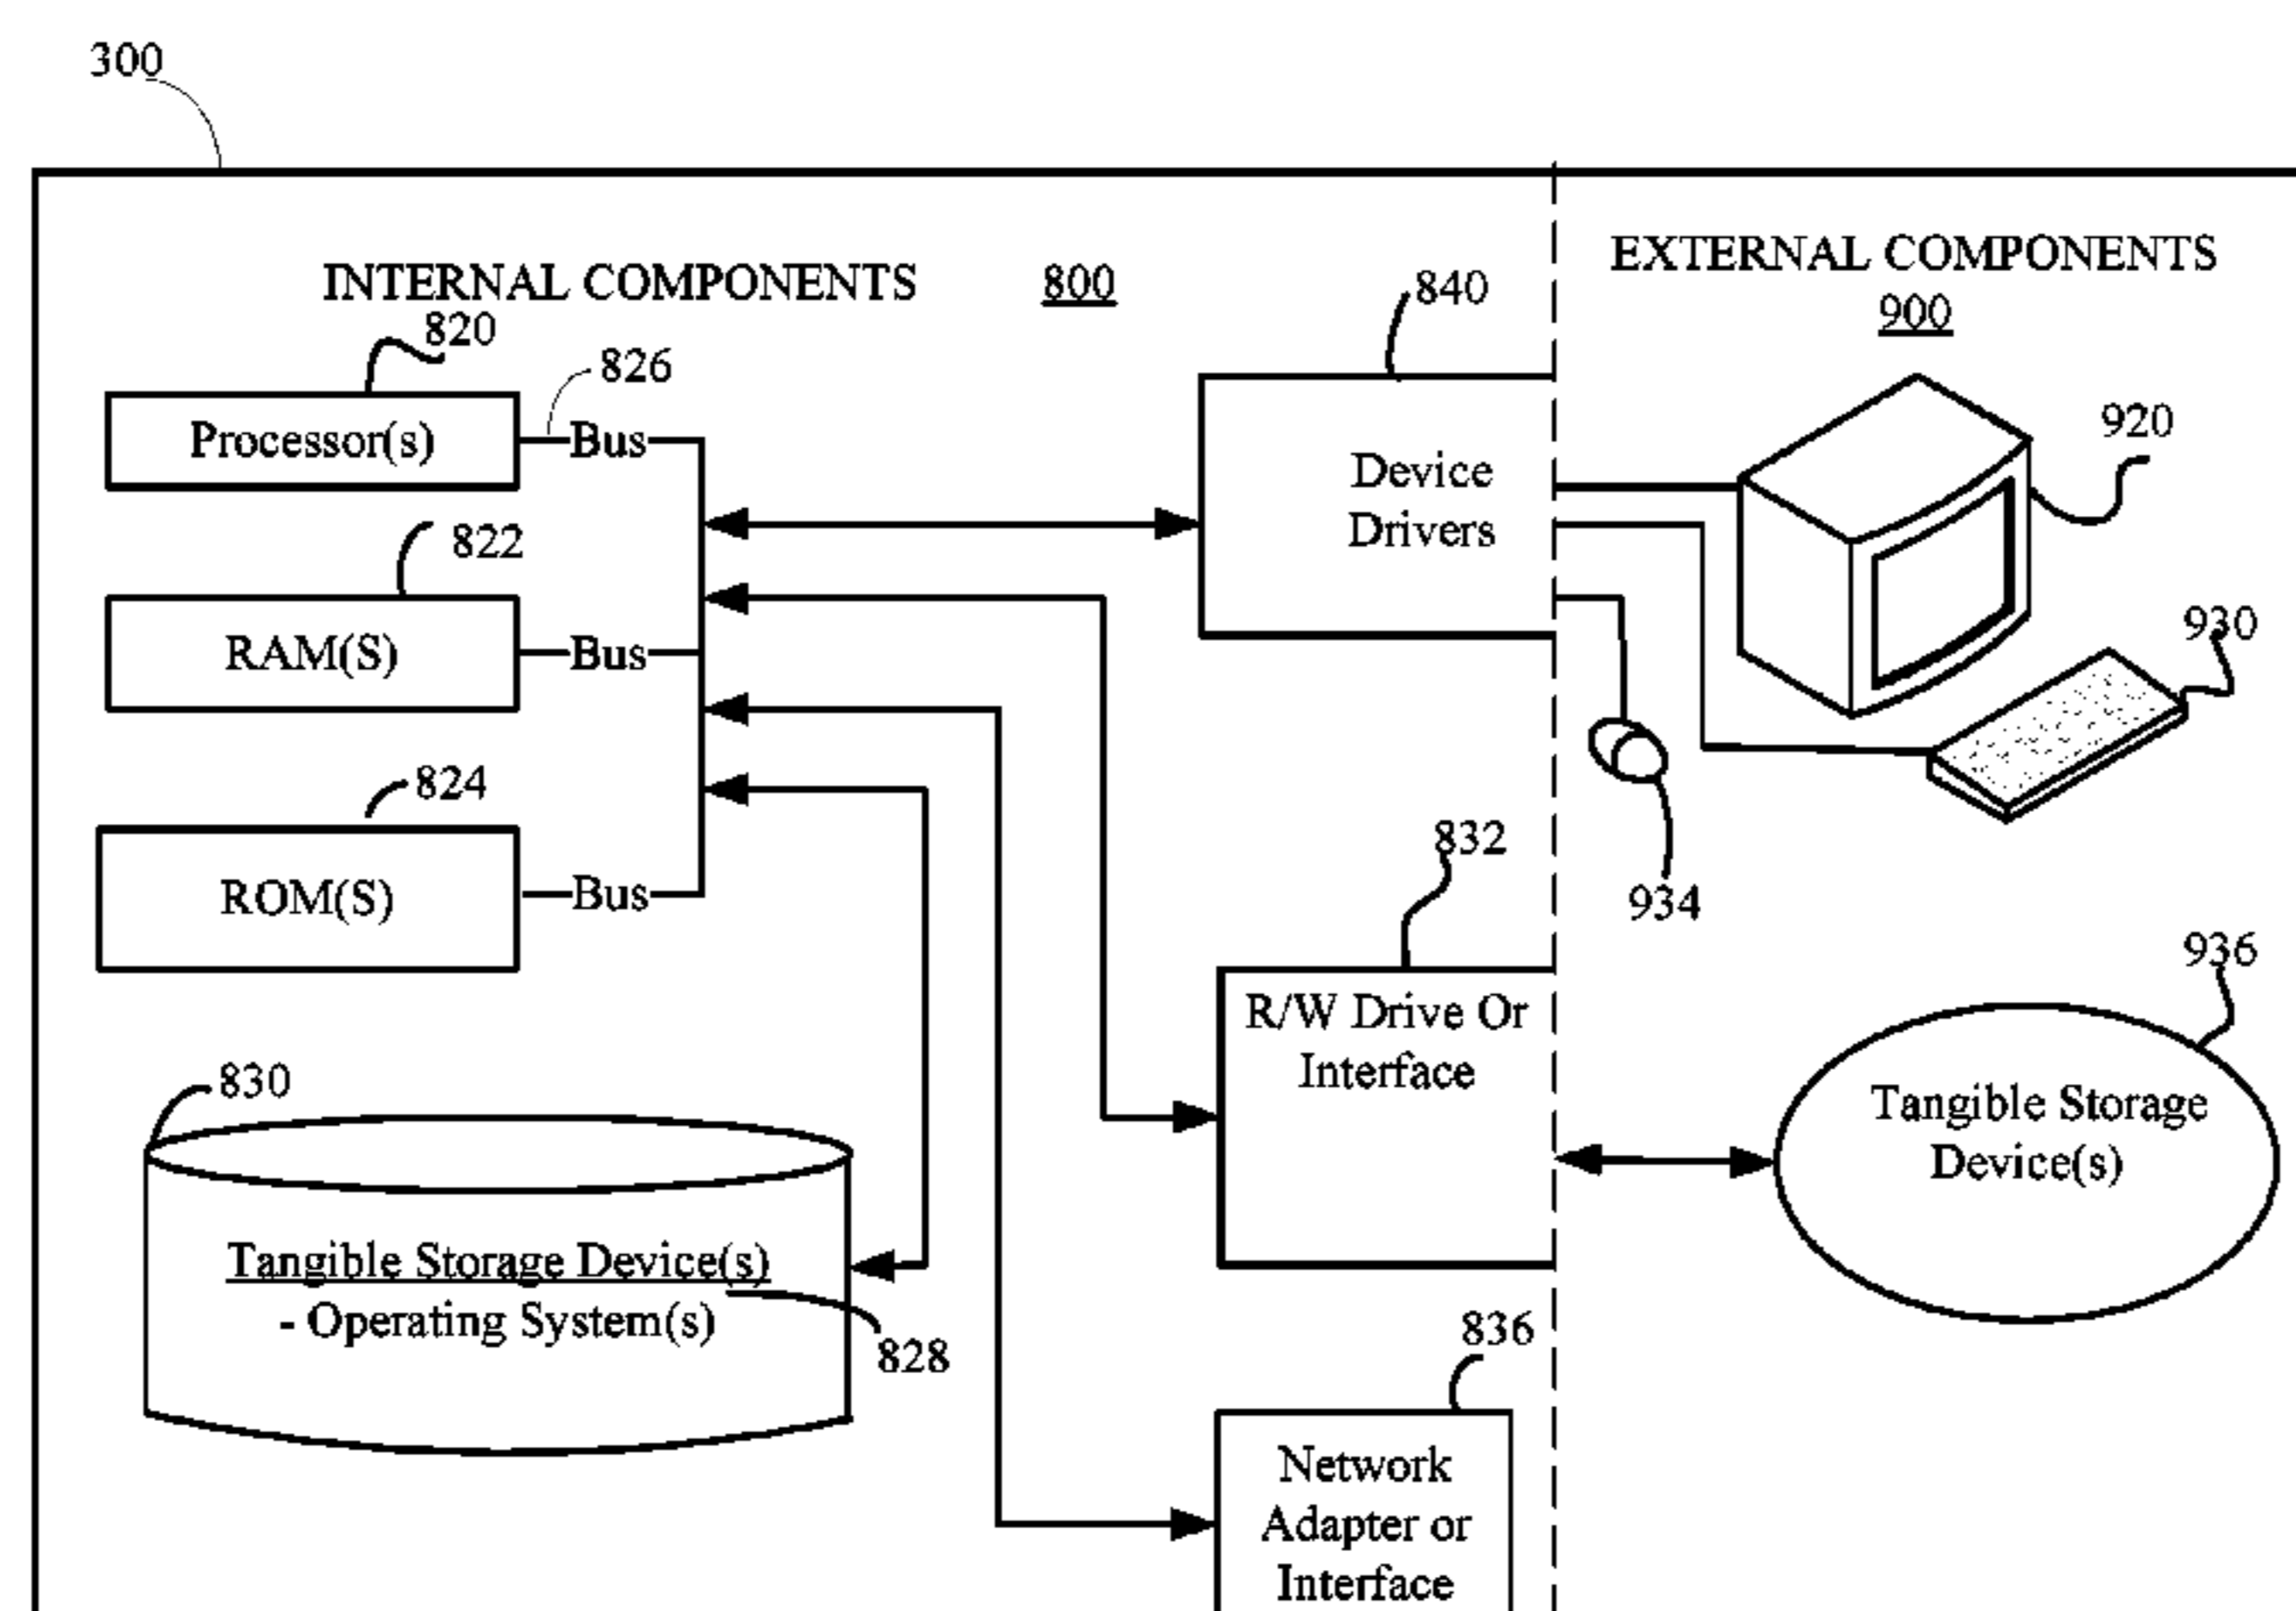 300
INTERNAL COMPONENTS 800
EXTERNAL COMPONENTS
900
820
826
Processor(s)
Bus
840
Device
Drivers
920
822
RAM(S)
Bus
930
824
ROM(S)
Bus
934
832
R/W Drive Or
Interface
936
Tangible Storage
Device(s)
830
Tangible Storage Device(s)
- Operating System(s)
828
836
Network
Adapter or
Interface